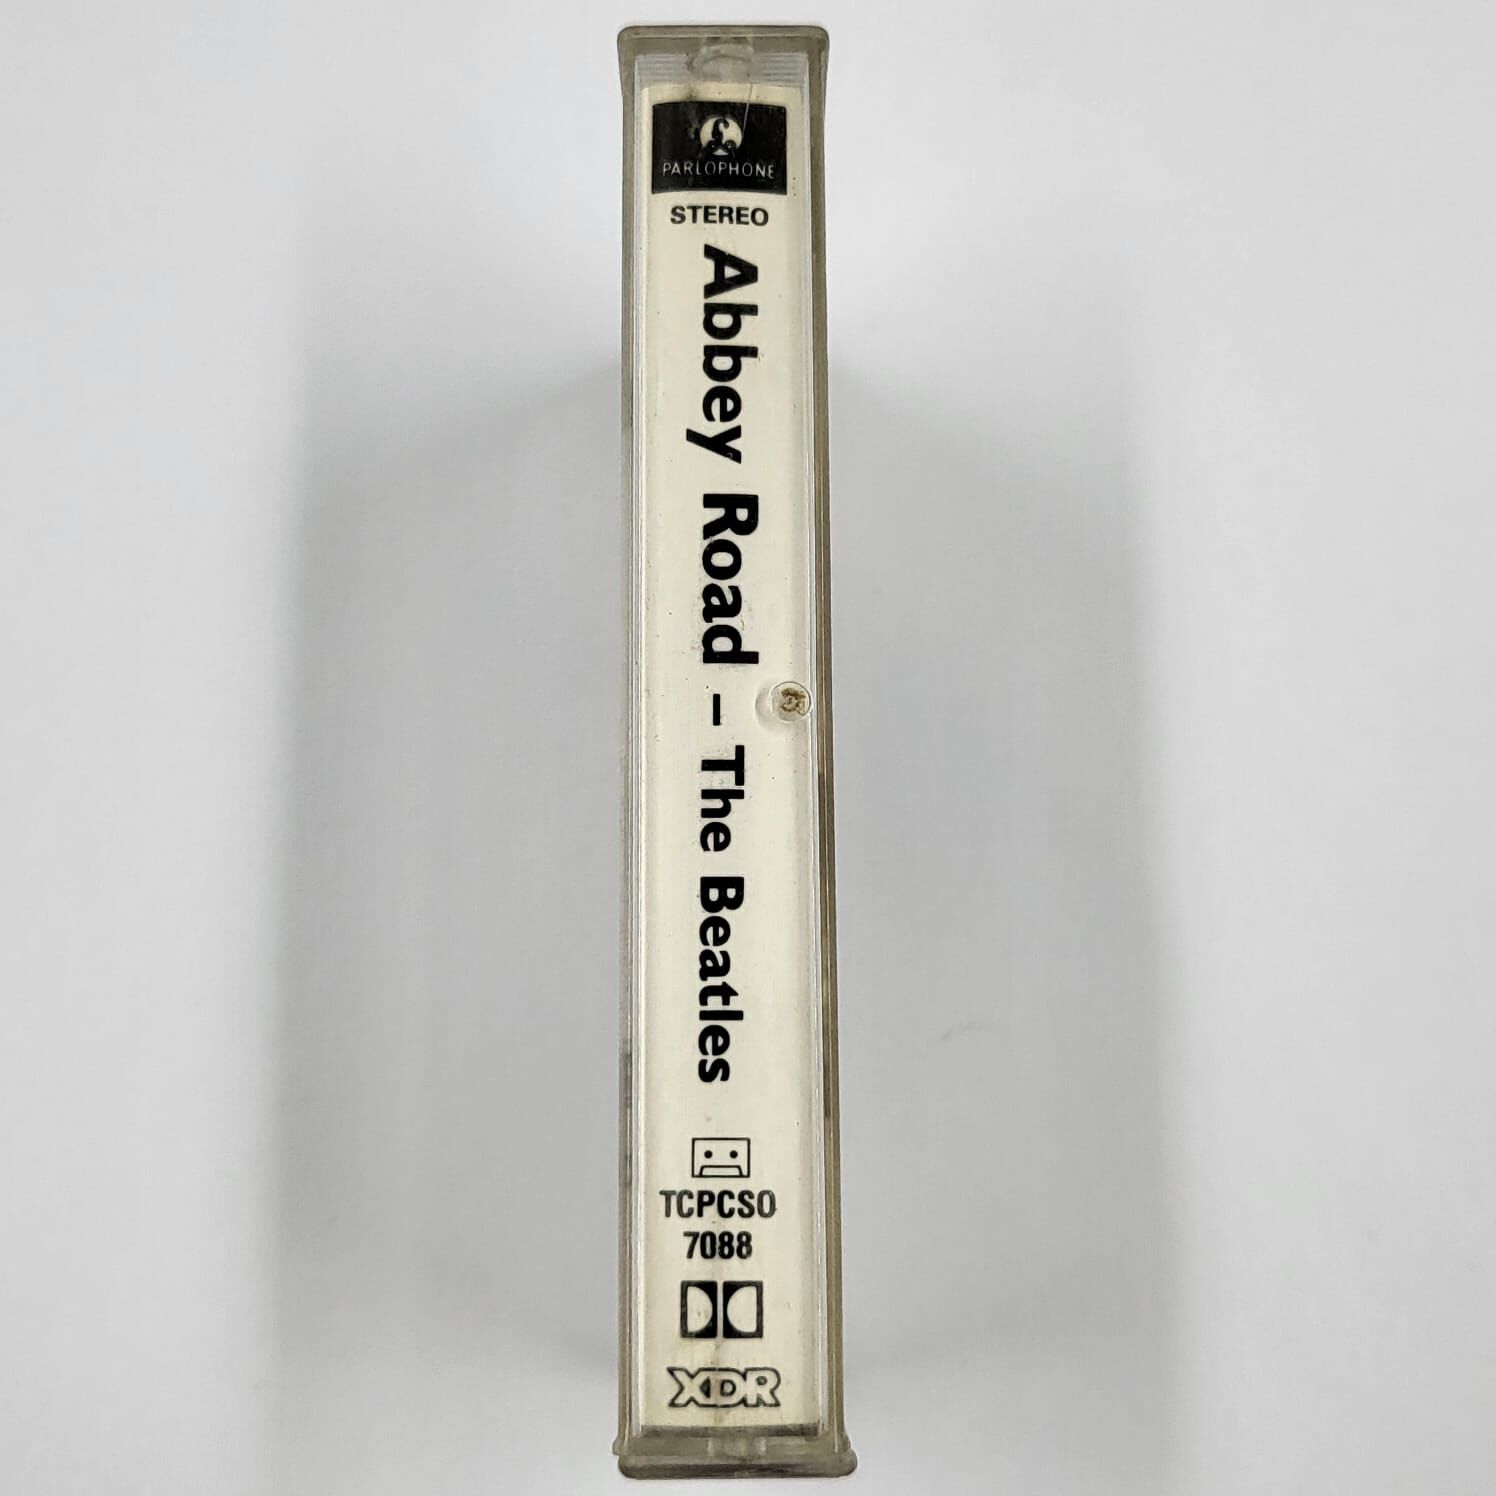 PARLOPHONE
STEREO
Abbey Road – The Beatles
TCPCSO
7088
XDR